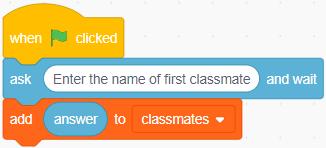 when clicked
ask Enter the name of first classmate and wait
add answer to classmates